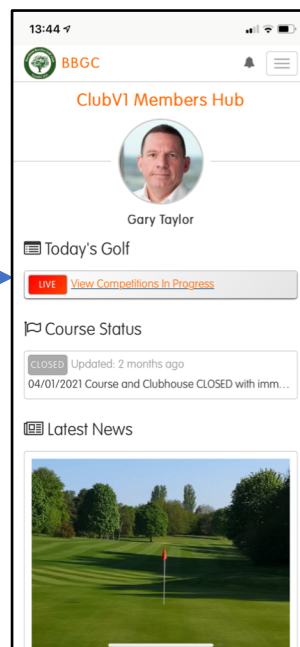 13:44
BBGC
ClubV1 Members Hub
Gary Taylor
Today's Golf
LIVE View Competitions In Progress
Course Status
CLOSED Updated: 2 months ago
04/01/2021 Course and Clubhouse CLOSED with imm...
Latest News